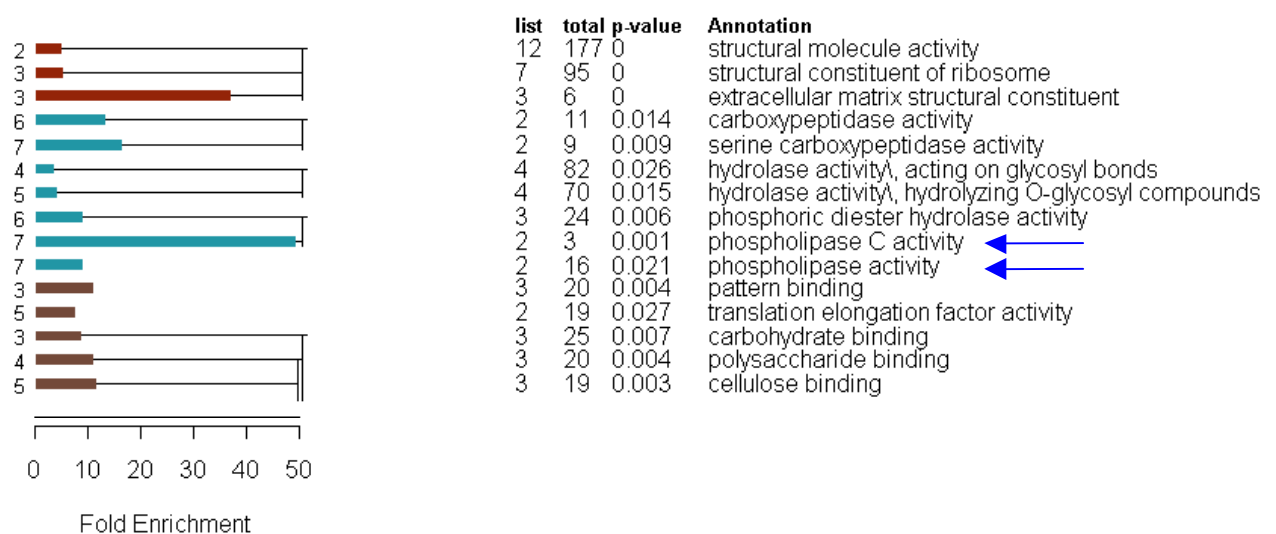 list total p-value Annotation
2 12 177 0 structural molecule activity
3 7 95 0 structural constituent of ribosome
3 3 6 0 extracellular matrix structural constituent
6 2 11 0.014 carboxypeptidase activity
7 2 9 0.009 serine carboxypeptidase activity
4 4 82 0.026 hydrolase activity\, acting on glycosyl bonds
5 4 70 0.015 hydrolase activity\, hydrolyzing O-glycosyl compounds
6 3 24 0.006 phosphoric diester hydrolase activity
7 2 3 0.001 phospholipase C activity
7 2 16 0.021 phospholipase activity
3 3 20 0.004 pattern binding
5 2 19 0.027 translation elongation factor activity
3 3 25 0.007 carbohydrate binding
4 3 20 0.004 polysaccharide binding
5 3 19 0.003 cellulose binding
0 10 20 30 40 50
Fold Enrichment